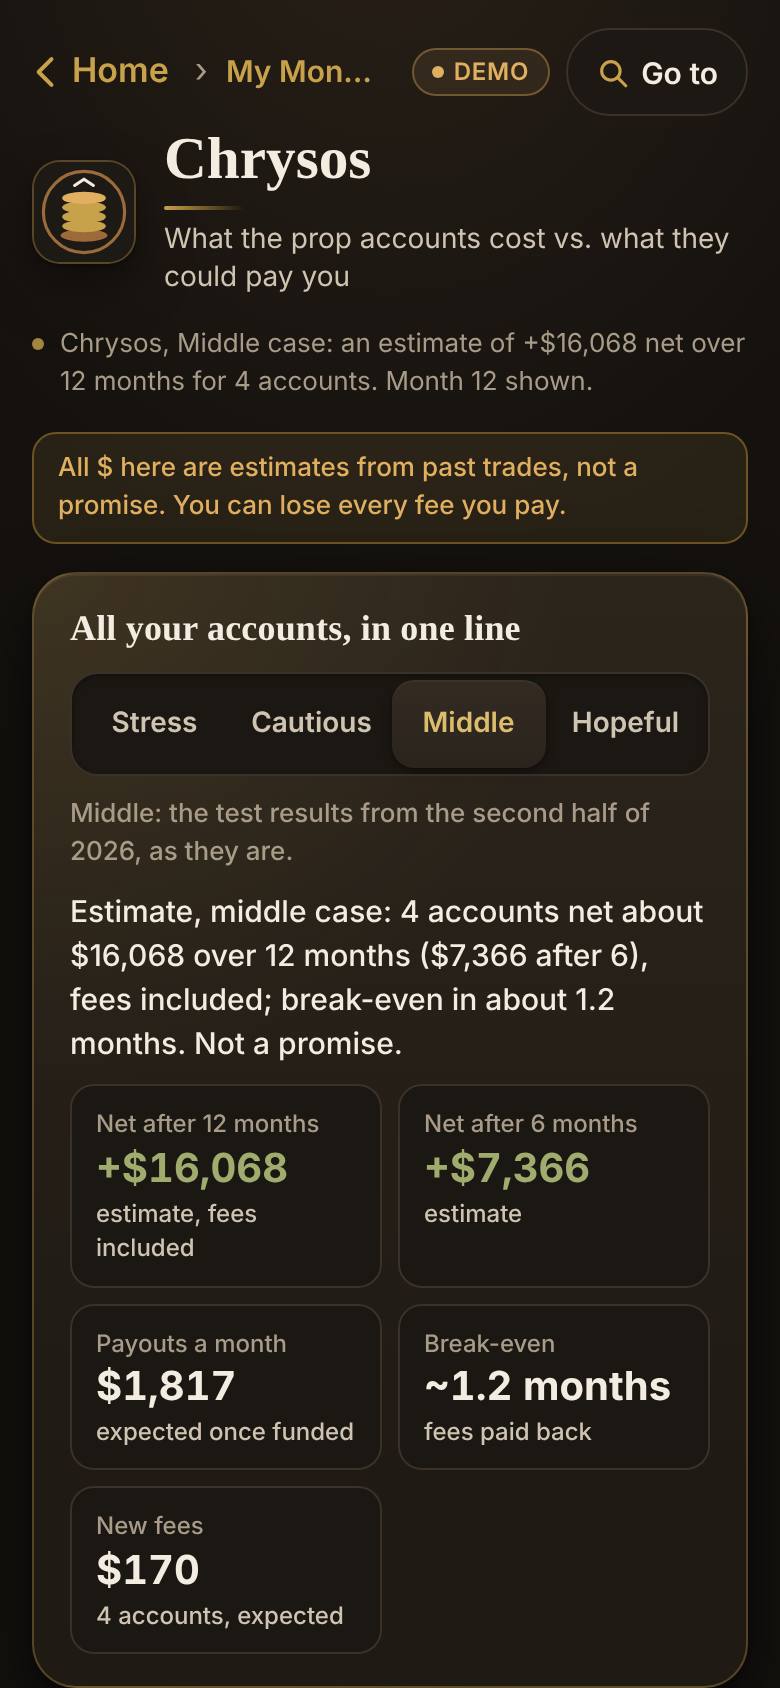 Home › My Mon... DEMO Go to
Chrysos
What the prop accounts cost vs. what they
could pay you
Chrysos, Middle case: an estimate of +$16,068 net over
12 months for 4 accounts. Month 12 shown.
All $ here are estimates from past trades, not a
promise. You can lose every fee you pay.
All your accounts, in one line
Stress Cautious Middle Hopeful
Middle: the test results from the second half of
2026, as they are.
Estimate, middle case: 4 accounts net about
$16,068 over 12 months ($7,366 after 6),
fees included; break-even in about 1.2
months. Not a promise.
Net after 12 months
+$16,068
estimate, fees
included
Net after 6 months
+$7,366
estimate
Payouts a month
$1,817
expected once funded
Break-even
~1.2 months
fees paid back
New fees
$170
4 accounts, expected